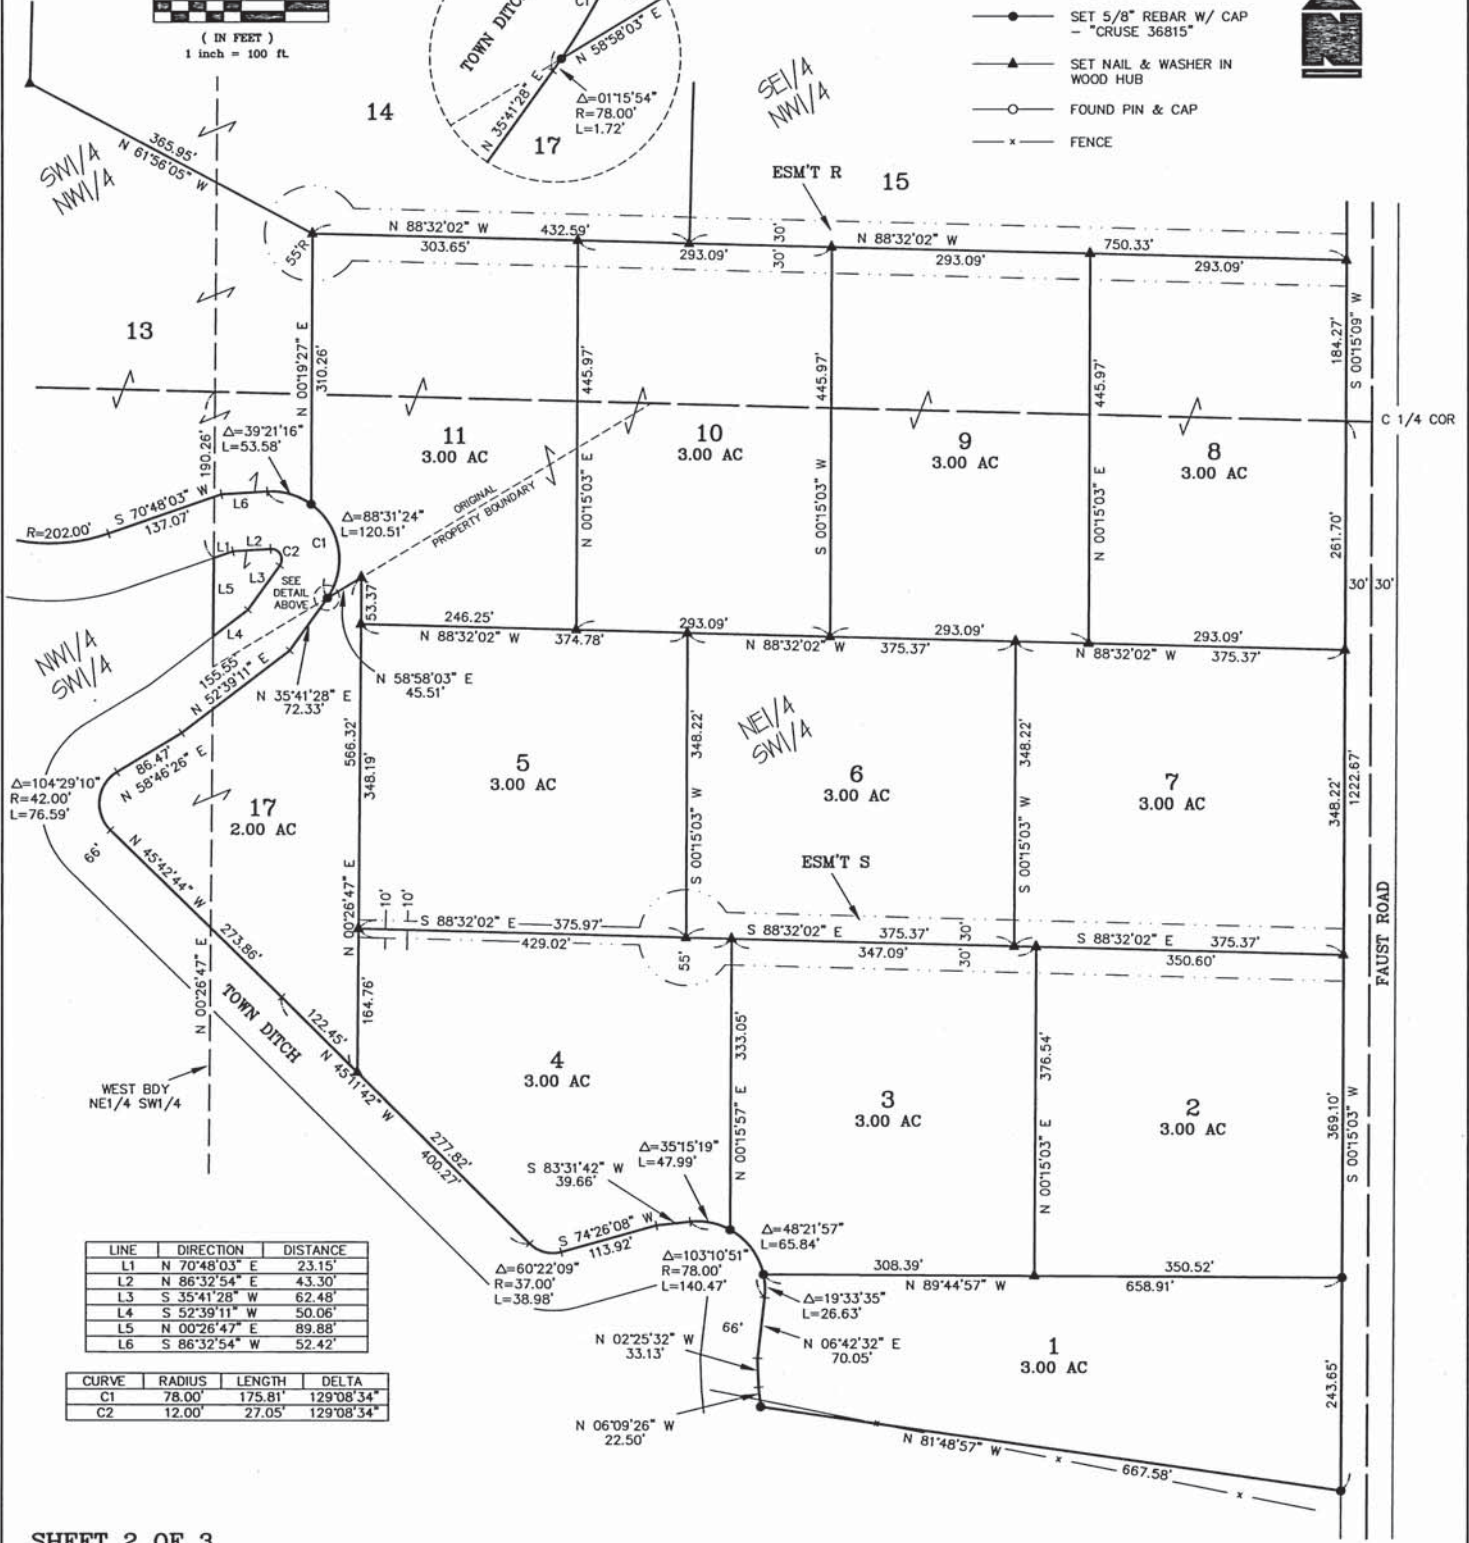 ( IN FEET )
1 inch = 100 ft.
TOWN DITCH
C1
N 58°58'03" E
N 35°41'28" E
Δ=01°15'54"
R=78.00'
L=1.72'
17
SET 5/8" REBAR W/ CAP
- "CRUSE 36815"
SET NAIL & WASHER IN
WOOD HUB
FOUND PIN & CAP
x
FENCE
N
14
SE1/4
NW1/4
SW1/4
NW1/4
365.95'
N 61°56'05" W
ESM'T R
15
55'R
N 88°32'02" W
432.59'
303.65'
293.09'
30' 30'
N 88°32'02" W
750.33'
293.09'
293.09'
13
N 00°19'27" E
310.26'
445.97'
445.97'
445.97'
184.27'
S 00°15'09" W
C 1/4 COR
190.26'
Δ=39°21'16"
L=53.58'
11
3.00 AC
10
3.00 AC
9
3.00 AC
8
3.00 AC
ORIGINAL
PROPERTY BOUNDARY
N 00°15'03" E
S 00°15'03" W
N 00°15'03" E
261.70'
S 70°48'03" W
137.07'
R=202.00'
L6
Δ=88°31'24"
L=120.51'
C1
L1
L2
C2
L3
L5
L4
SEE
DETAIL
ABOVE
53.37
30' 30'
246.25'
N 88°32'02" W
374.78'
293.09'
N 88°32'02" W
375.37'
293.09'
N 88°32'02" W
293.09'
375.37'
NW1/4
SW1/4
155.55'
N 52°39'11" E
N 35°41'28" E
72.33'
N 58°58'03" E
45.51'
NE1/4
SW1/4
566.32'
348.19'
348.22'
348.22'
348.22'
1222.67'
5
3.00 AC
6
3.00 AC
7
3.00 AC
86.47'
N 58°46'26" E
Δ=104°29'10"
R=42.00'
L=76.59'
17
2.00 AC
66'
N 45°42'44" W
273.86'
N 00°26'47" E
S 00°15'03" W
S 00°15'03" W
ESM'T S
10' 10'
S 88°32'02" E
375.97'
429.02'
55'
S 88°32'02" E
375.37'
347.09'
30' 30'
S 88°32'02" E
375.37'
350.60'
FAUST ROAD
N 00°26'47" E
164.76'
TOWN DITCH
122.45'
N 45°11'42" W
WEST BDY
NE1/4 SW1/4
4
3.00 AC
333.05'
N 00°15'57" E
3
3.00 AC
376.54'
N 00°15'03" E
2
3.00 AC
369.10'
S 00°15'03" W
277.82'
400.27'
S 83°31'42" W
39.66'
Δ=35°15'19"
L=47.99'
S 74°26'08" W
113.92'
Δ=48°21'57"
L=65.84'
Δ=60°22'09"
R=37.00'
L=38.98'
Δ=103°10'51"
R=78.00'
L=140.47'
308.39'
N 89°44'57" W
350.52'
658.91'
Δ=19°33'35"
L=26.63'
66'
N 02°25'32" W
33.13'
N 06°42'32" E
70.05'
1
3.00 AC
243.65'
N 06°09'26" W
22.50'
x
N 81°48'57" W
x
667.58'
x
LINE DIRECTION DISTANCE
L1 N 70°48'03" E 23.15'
L2 N 86°32'54" E 43.30'
L3 S 35°41'28" W 62.48'
L4 S 52°39'11" W 50.06'
L5 N 00°26'47" E 89.88'
L6 S 86°32'54" W 52.42'
CURVE RADIUS LENGTH DELTA
C1 78.00' 175.81' 129°08'34"
C2 12.00' 27.05' 129°08'34"
SHEET 2 OF 3